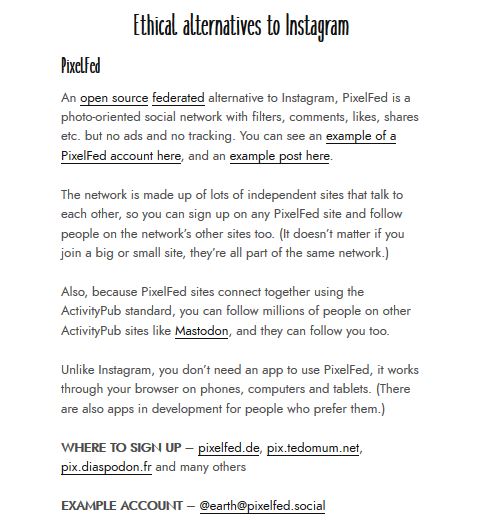 Ethical alternatives to Instagram
PixelFed
An open source federated alternative to Instagram, PixelFed is a
photo-oriented social network with filters, comments, likes, shares
etc. but no ads and no tracking. You can see an example of a
PixelFed account here, and an example post here.
The network is made up of lots of independent sites that talk to
each other, so you can sign up on any PixelFed site and follow
people on the network's other sites too. (It doesn't matter if you
join a big or small site, they're all part of the same network.)
Also, because PixelFed sites connect together using the
ActivityPub standard, you can follow millions of people on other
ActivityPub sites like Mastodon, and they can follow you too.
Unlike Instagram, you don't need an app to use PixelFed, it works
through your browser on phones, computers and tablets. (There
are also apps in development for people who prefer them.)
WHERE TO SIGN UP – pixelfed.de, pix.tedomum.net,
pix.diaspodon.fr and many others
EXAMPLE ACCOUNT – @earth@pixelfed.social